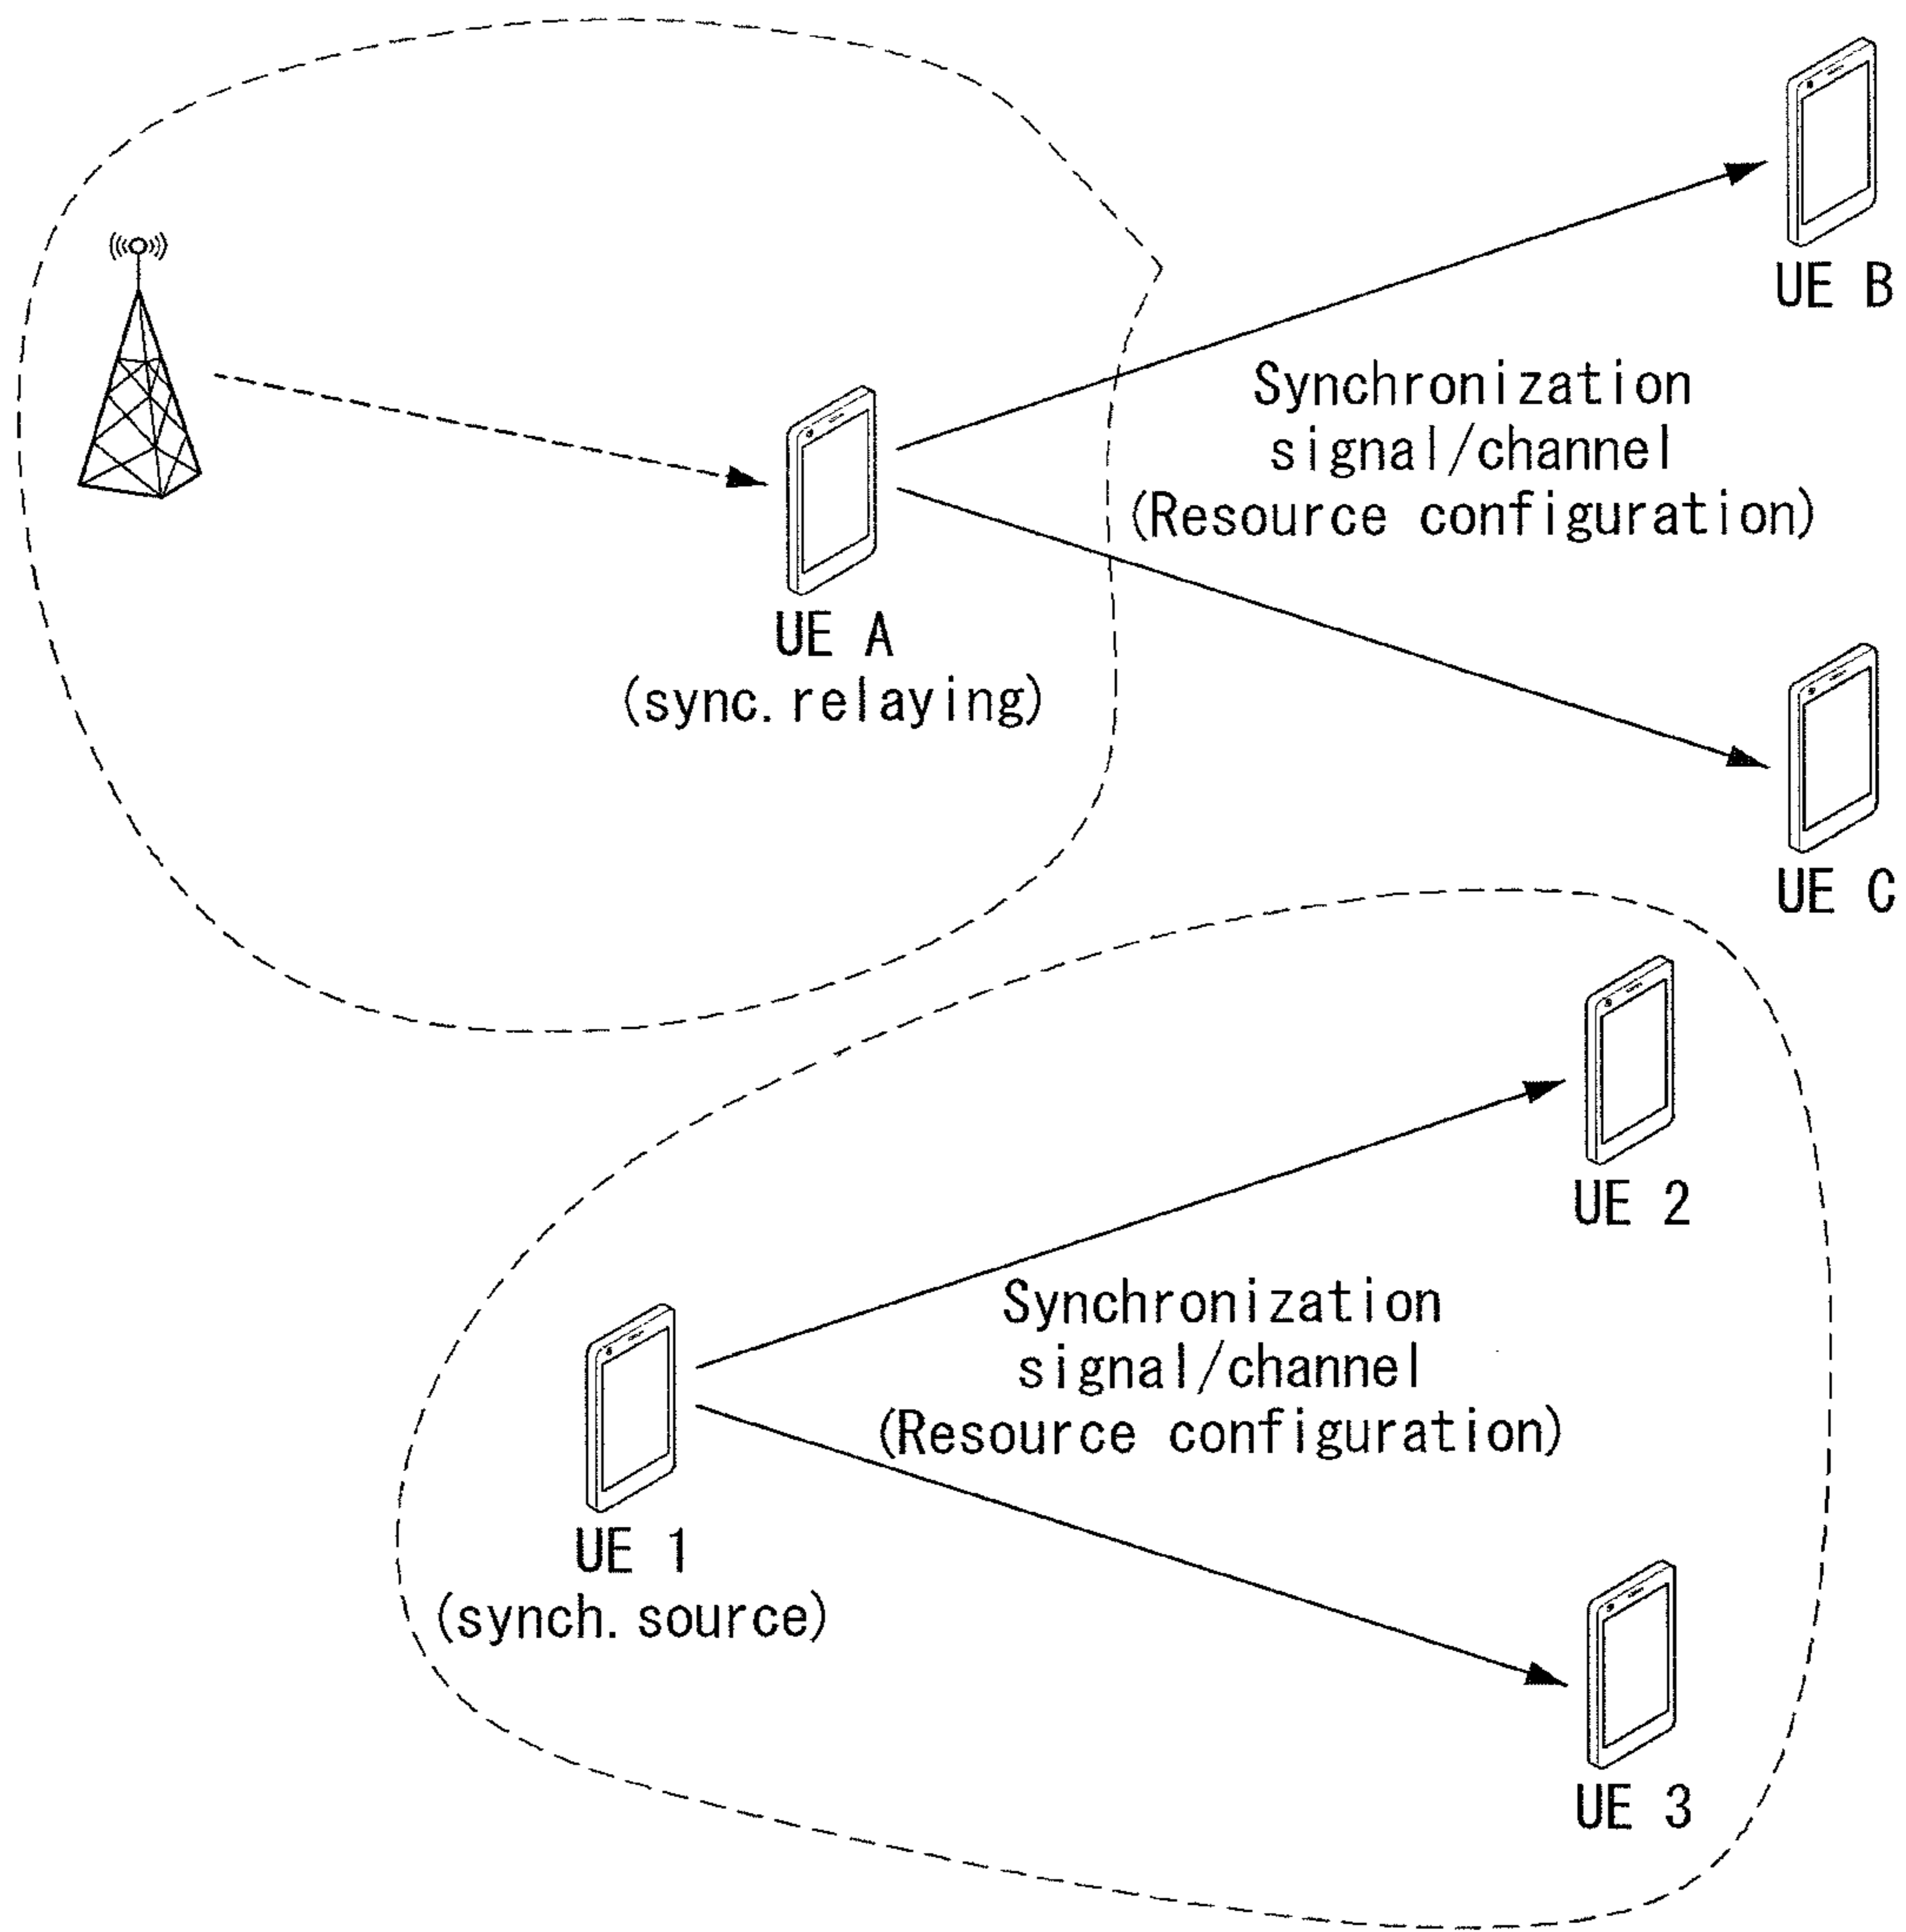 UE B
Synchronization
signal/channel
(Resource configuration)
UE A
(sync. relaying)
UE C
UE 2
Synchronization
signal/channel
(Resource configuration)
UE 1
(synch. source)
UE 3